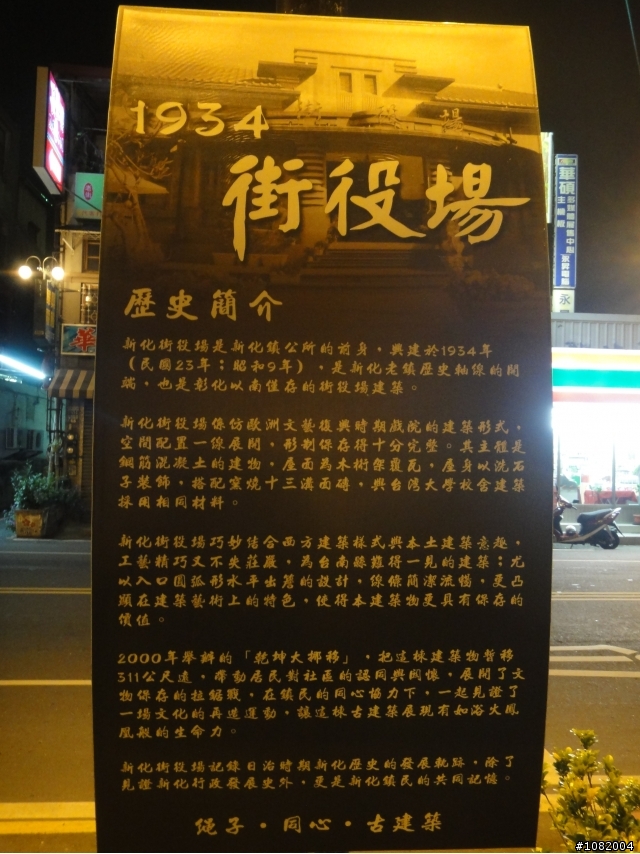 1934
街役場
歷史簡介
新化街役場是新化鎮公所的前身，興建於1934年
（民國23年；昭和9年），是新化老鎮歷史軸線的開
端，也是彰化以南僅存的街役場建築。
新化街役場係仿歐洲文藝復興時期戲院的建築形式，
空間配置一線展開，形制保存得十分完整。其主體是
鋼筋混凝土的建物，屋面為木術架覆瓦，屋身以洗石
子裝飾，搭配窯燒十三溝面磚，與台灣大學校舍建築
採用相同材料。
新化街役場巧妙結合西方建築樣式與本土建築意趣，
工藝精巧又不失莊嚴，為台南縣難得一見的建築；尤
以入口圓弧形水平出簷的設計，線條簡潔流暢，更凸
顯在建築藝術上的特色，使得本建築物更具有保存的
價值。
2000年舉辦的「乾坤大挪移」，把這棟建築物暫移
311公尺遠，帶動居民對社區的認同與關懷，展開了文
物保存的拉鋸戰，在鎮民的同心協力下，一起見證了
一場文化的再造運動，讓這棟古建築展現有如浴火鳳
凰般的生命力。
新化街役場記錄日治時期新化歷史的發展軌跡，除了
見證新化行政發展史外，更是新化鎮民的共同記憶。
繩子·同心·古建築
華碩
永
#1082004